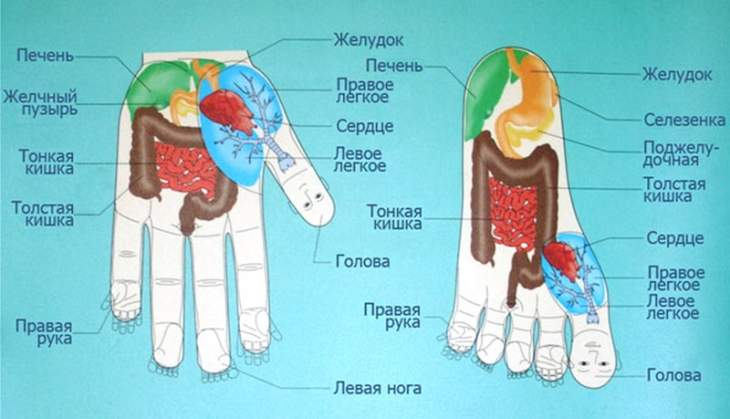 Печень
Желчный
пузырь
Тонкая
кишка
Толстая
кишка
Правая
рука
Желудок
Правое
легкое
Сердце
Левое
легкое
Голова
Левая нога
Печень
Тонкая
кишка
Правая
рука
Желудок
Селезенка
Поджелу-
дочная
Толстая
кишка
Сердце
Правое
легкое
Левое
легкое
Голова